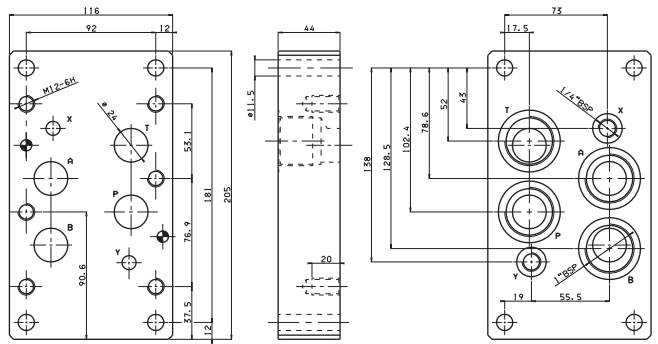 116
92
12
M12-6H
ø 24
X
T
A
P
B
Y
53.1
76.9
37.5
12
181
205
90.6
44
ø11.5
20
73
17.5
138
128.5
102.4
78.6
52
43
1/4"BSP
T
X
A
P
Y
B
1"BSP
19
55.5